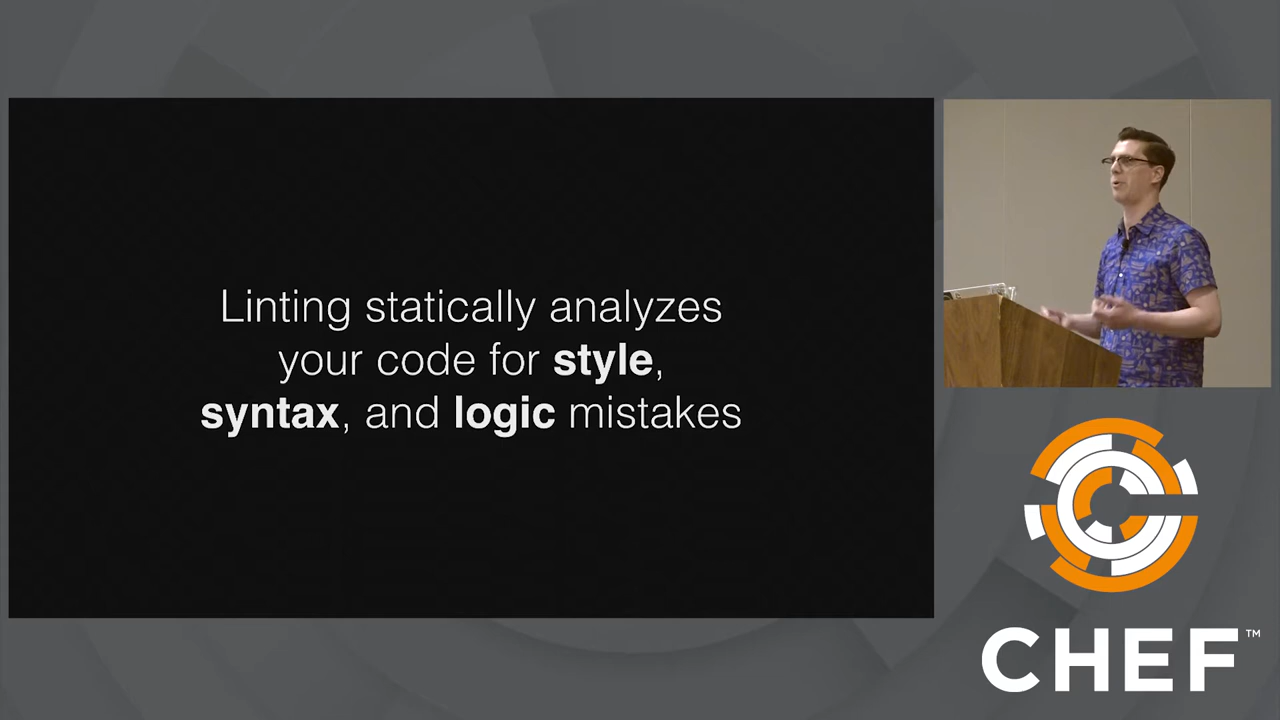 Linting statically analyzes
your code for style,
syntax, and logic mistakes
CHEF™